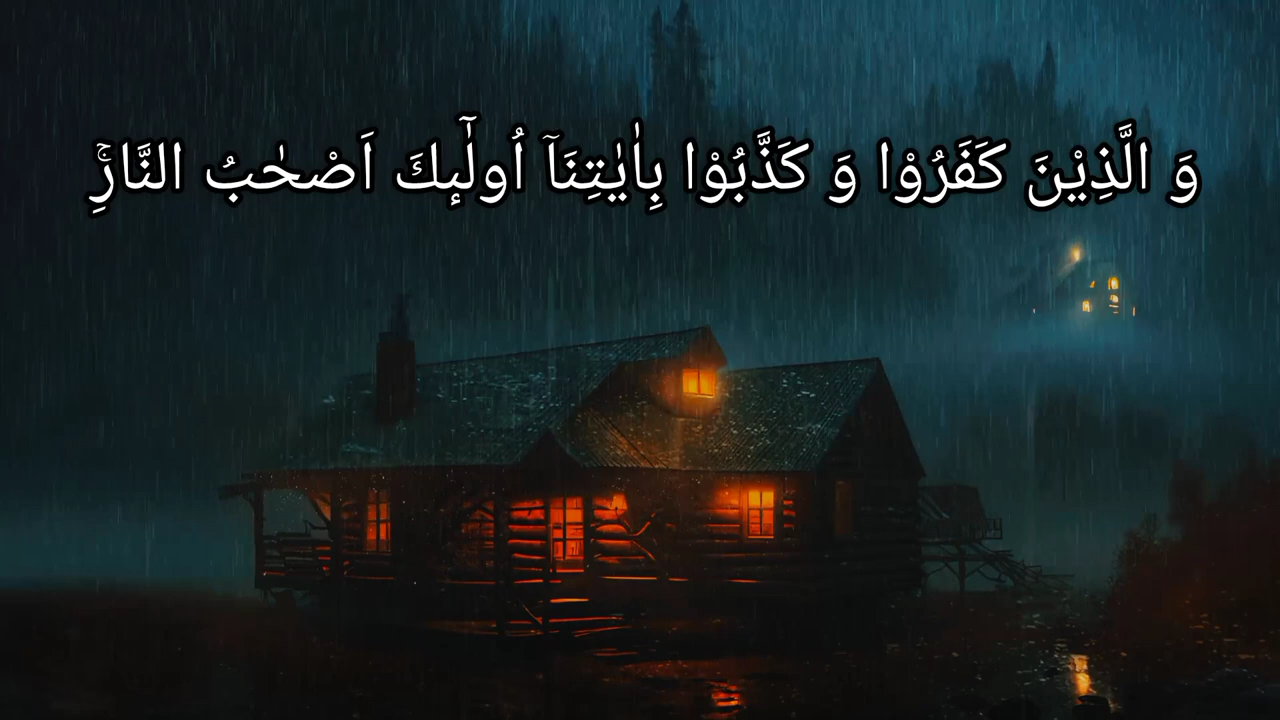 وَ الَّذِیْنَ كَفَرُوْا وَ كَذَّبُوْا بِاٰیٰتِنَاۤ اُولٰٓىٕكَ اَصْحٰبُ النَّارِۚ